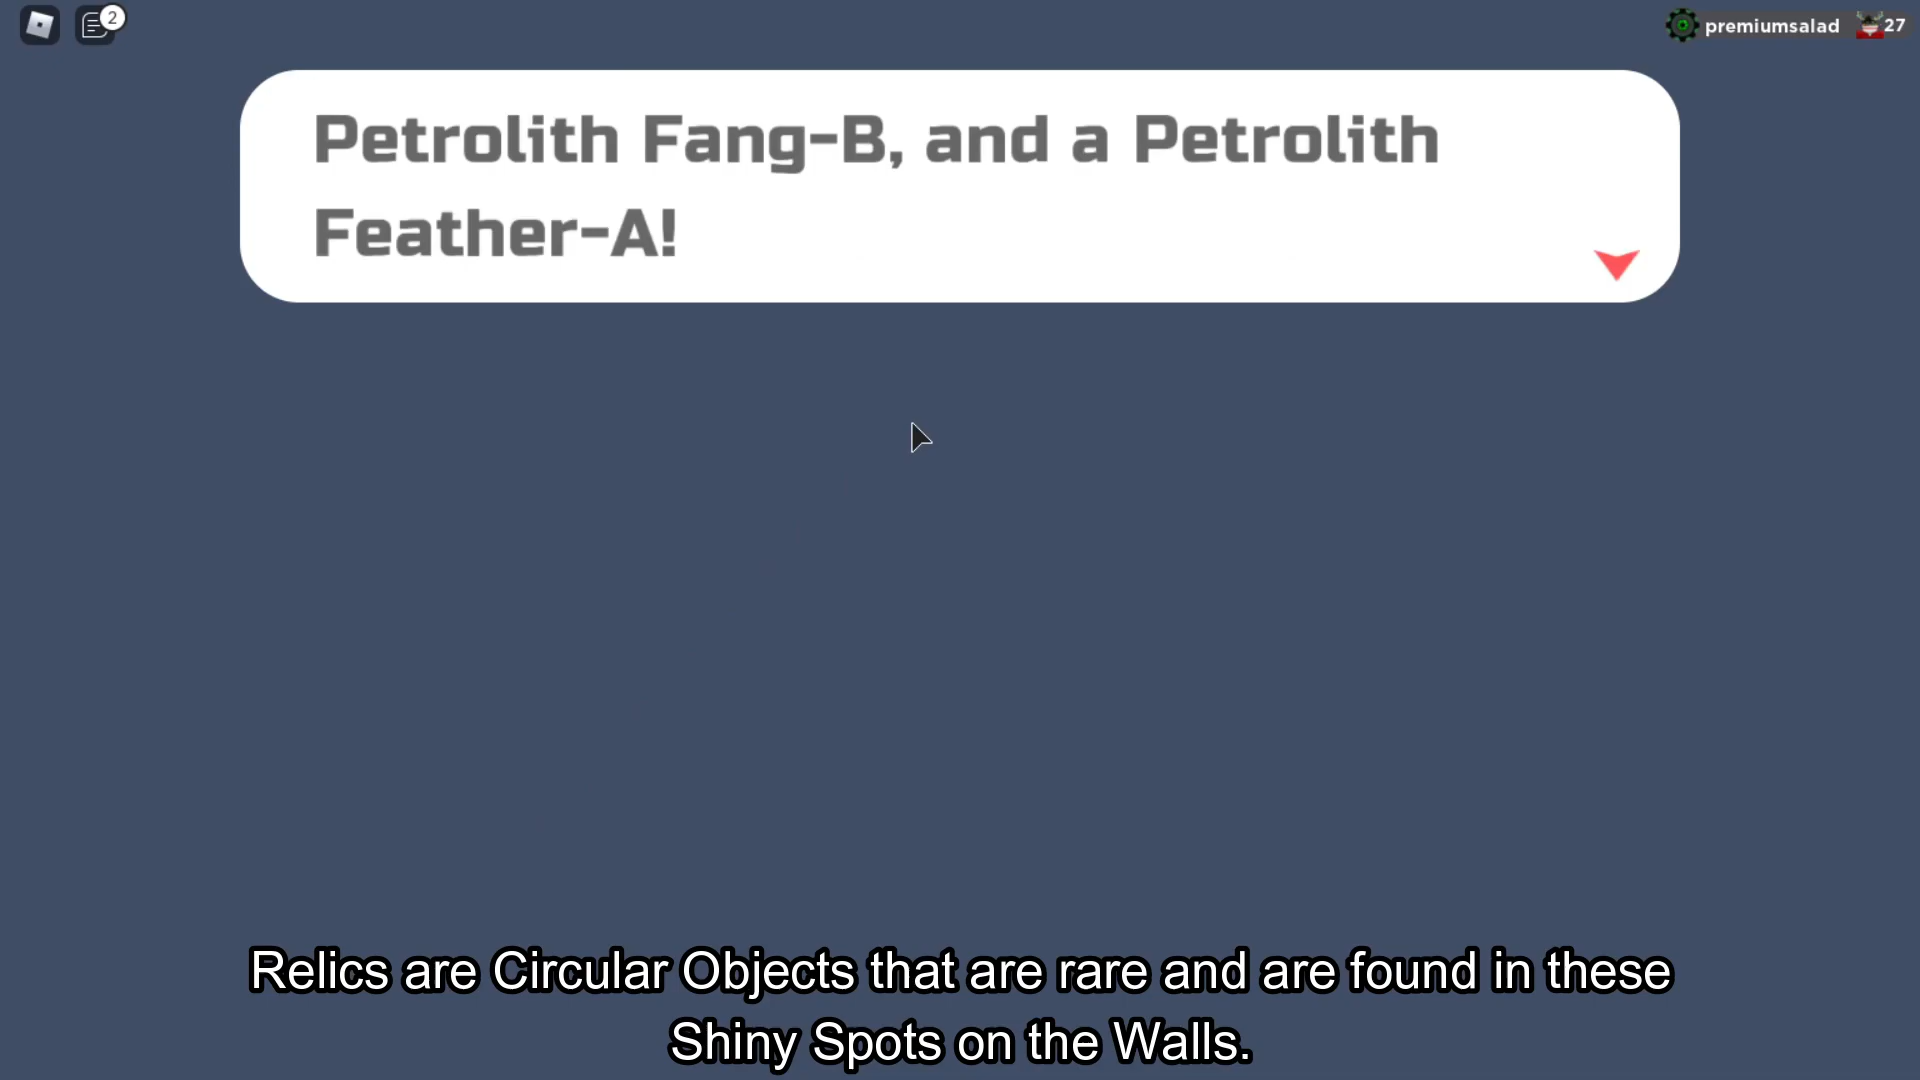 2
premiumsalad
27
Petrolith Fang-B, and a Petrolith
Feather-A!
Relics are Circular Objects that are rare and are found in these
Shiny Spots on the Walls.